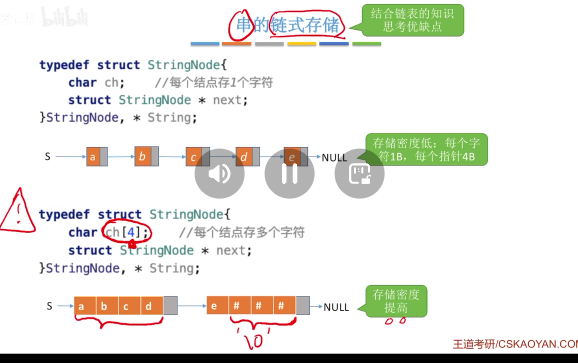 串的链式存储
结合链表的知识
思考优缺点
typedef struct StringNode{
char ch; //每个结点存1个字符
struct StringNode * next;
}StringNode, * String;
S a b c d e NULL
存储密度低：每个字
符1B，每个指针4B
typedef struct StringNode{
char ch[4]; //每个结点存多个字符
struct StringNode * next;
}StringNode, * String;
S a b c d e # # # NULL
存储密度
提高
'\0'
王道考研/CSKAOYAN.COM